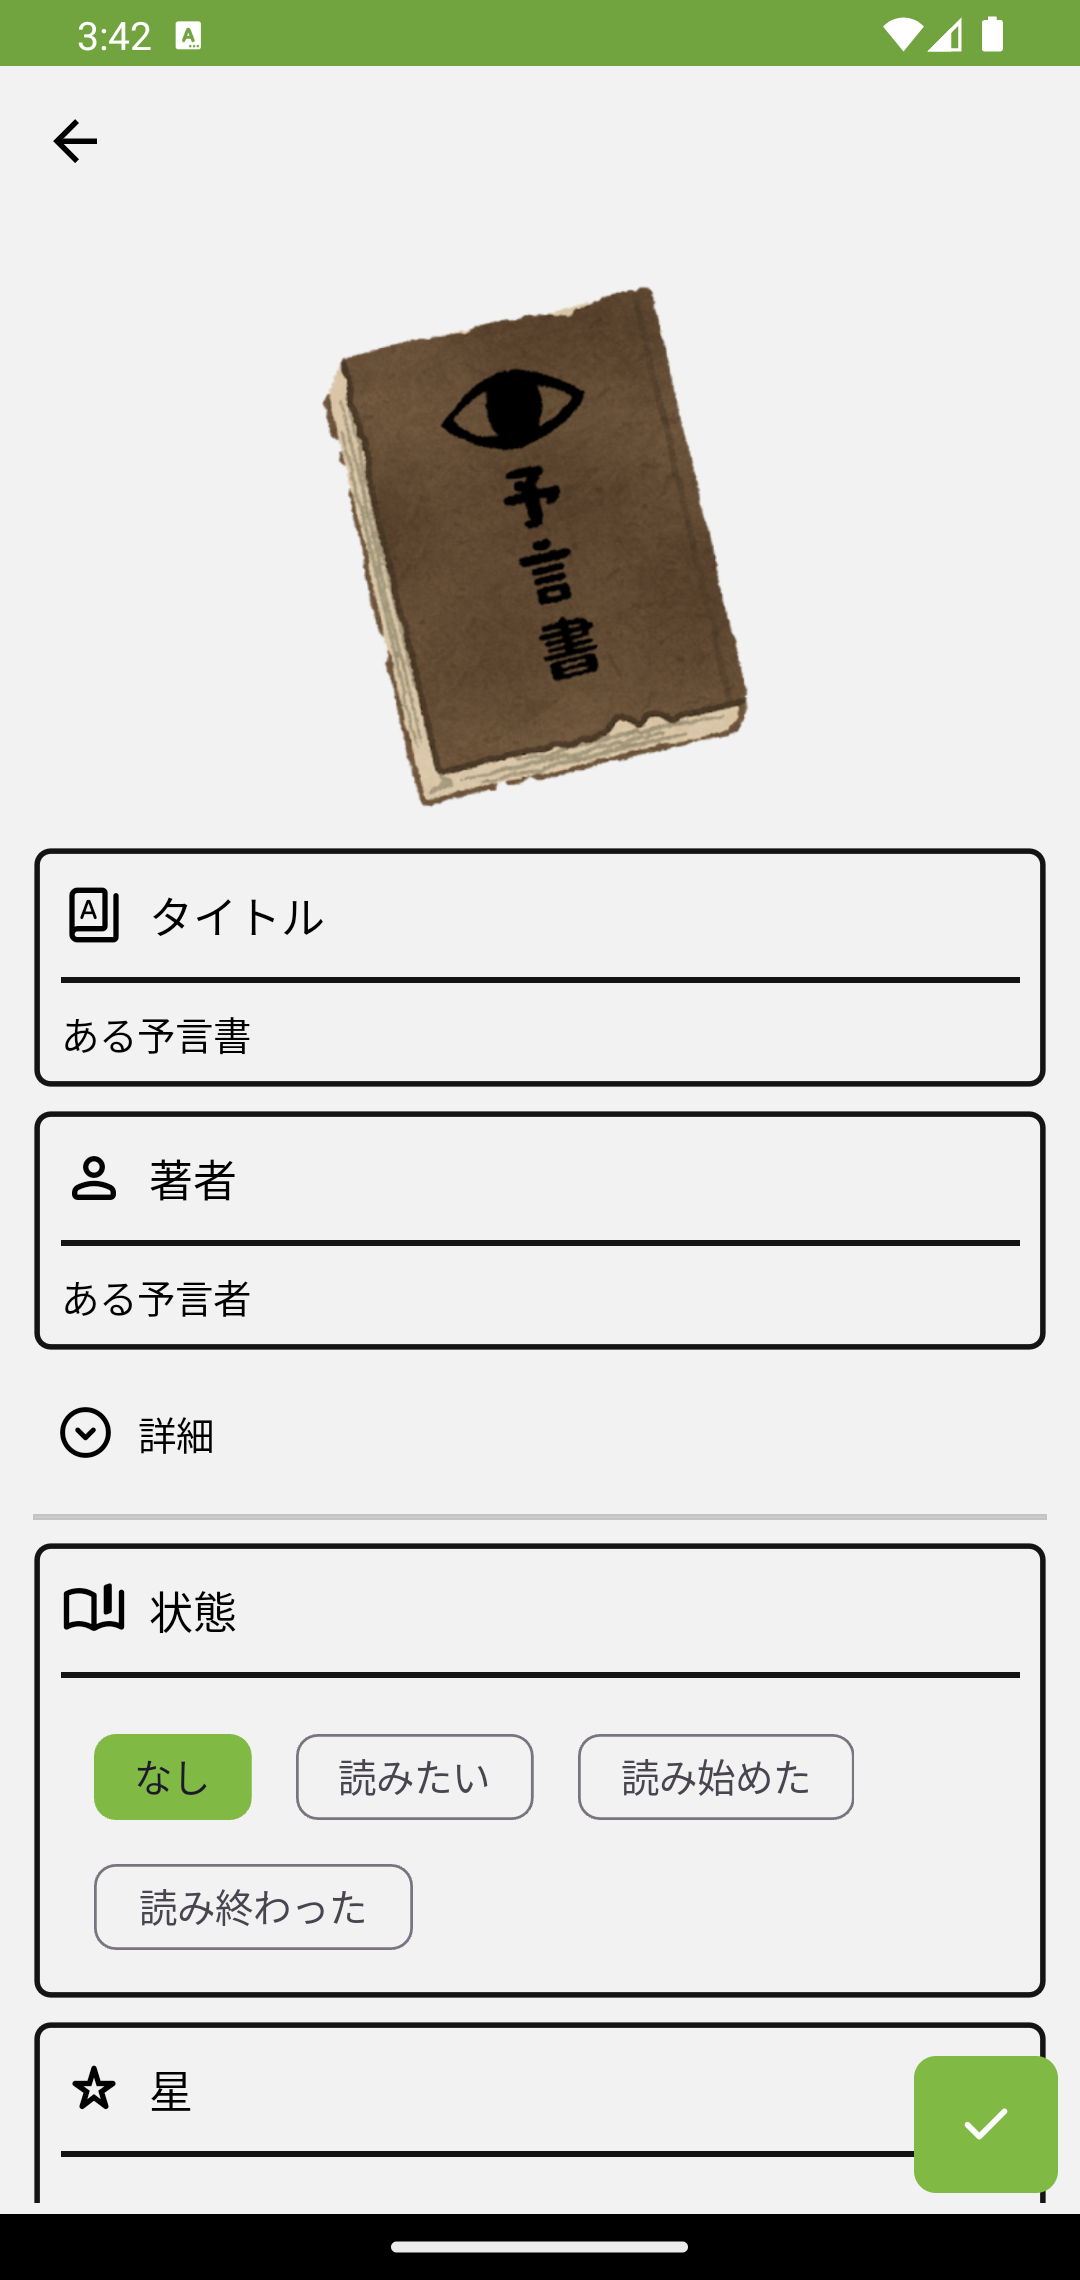 3:42
予言書
タイトル
ある予言書
著者
ある予言者
詳細
状態
なし 読みたい 読み始めた
読み終わった
星